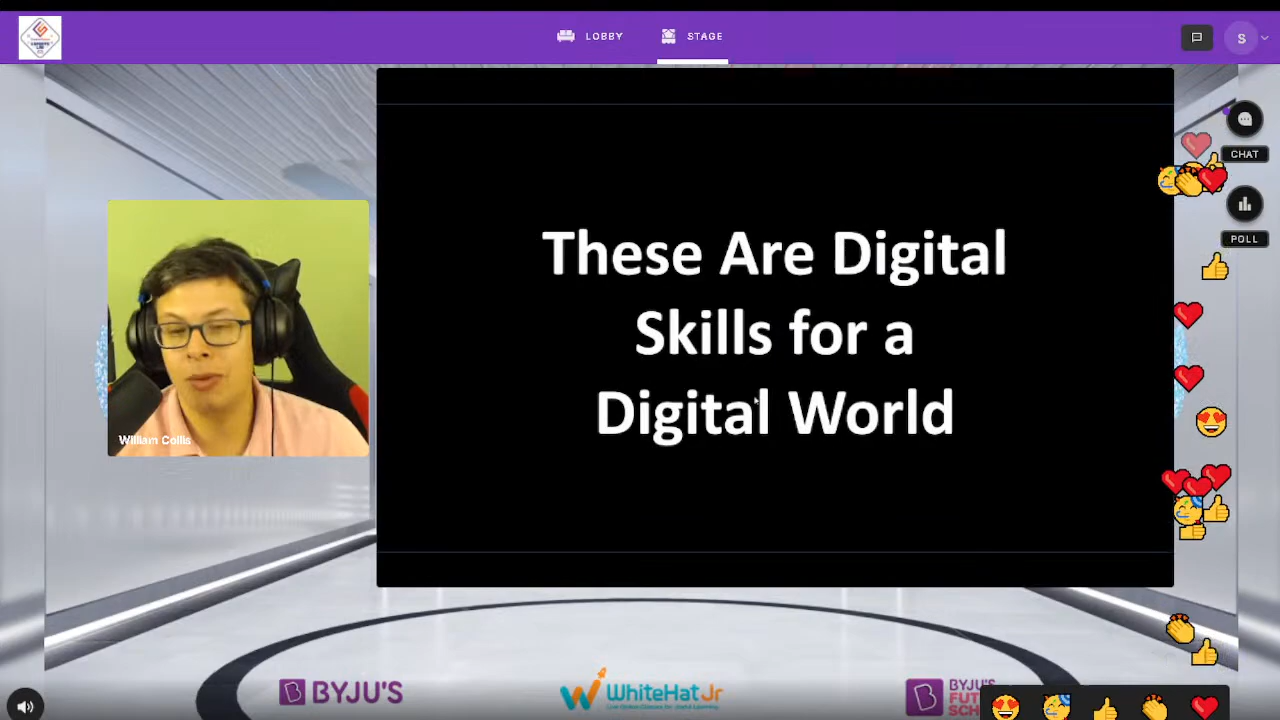 LOBBY
STAGE
S
CHAT
POLL
These Are Digital
Skills for a
Digital World
William Collis
BYJU'S
WhiteHat Jr
BYJU'S